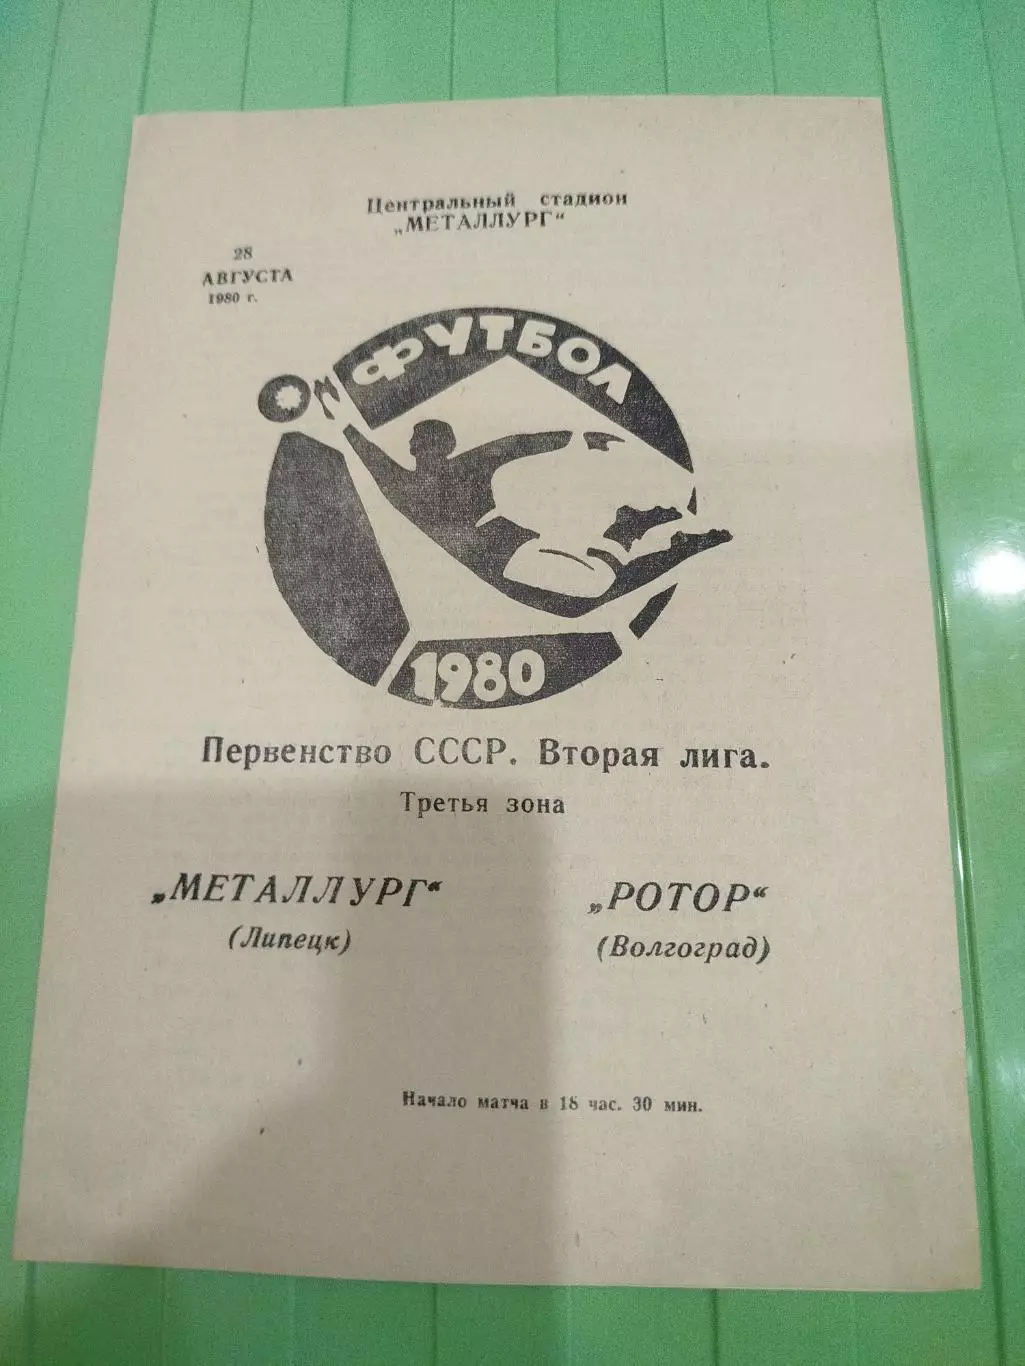 Центральный стадион
„МЕТАЛЛУРГ“
28
АВГУСТА
1980 г.
ФУТБОЛ
1980
Первенство СССР. Вторая лига.
Третья зона
„МЕТАЛЛУРГ“
(Липецк)
„РОТОР“
(Волгоград)
Начало матча в 18 час. 30 мин.